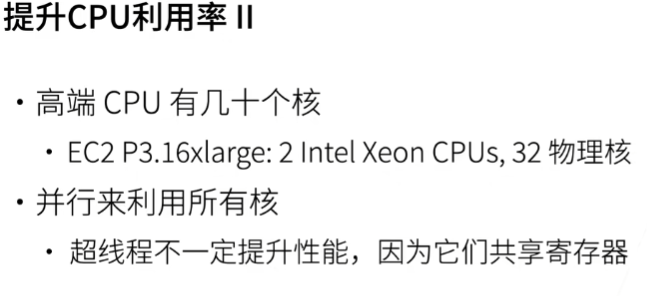 提升CPU利用率 II
• 高端 CPU 有几十个核
• EC2 P3.16xlarge: 2 Intel Xeon CPUs, 32 物理核
• 并行来利用所有核
• 超线程不一定提升性能，因为它们共享寄存器